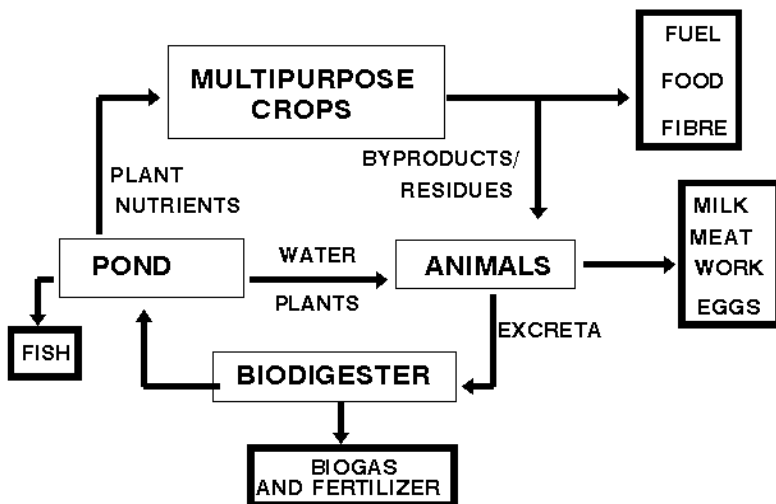 MULTIPURPOSE
CROPS
FUEL
FOOD
FIBRE
PLANT
NUTRIENTS
BYPRODUCTS/
RESIDUES
MILK
MEAT
WORK
EGGS
POND
WATER
PLANTS
ANIMALS
FISH
EXCRETA
BIODIGESTER
BIOGAS
AND FERTILIZER